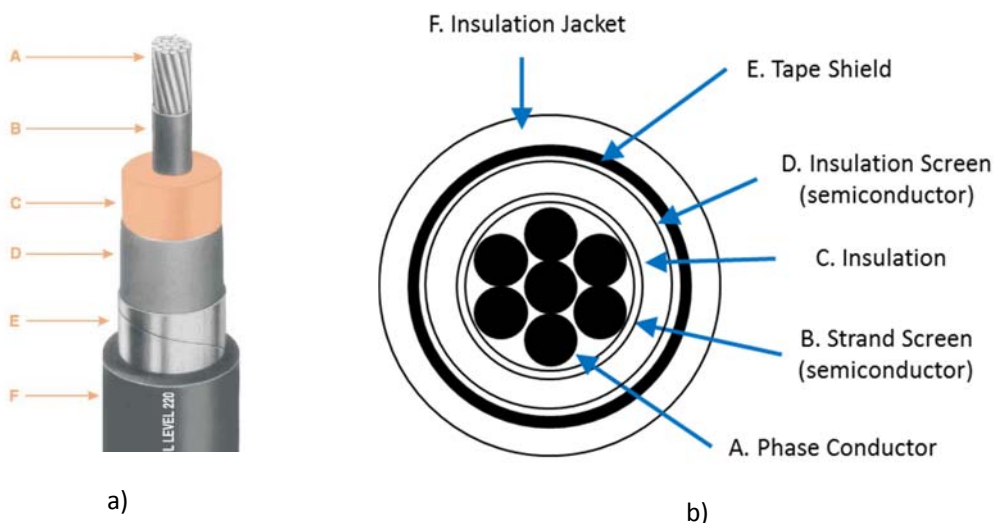 A
B
C
D
E
F
L LEVEL 220
a)
F. Insulation Jacket
E. Tape Shield
D. Insulation Screen
(semiconductor)
C. Insulation
B. Strand Screen
(semiconductor)
A. Phase Conductor
b)